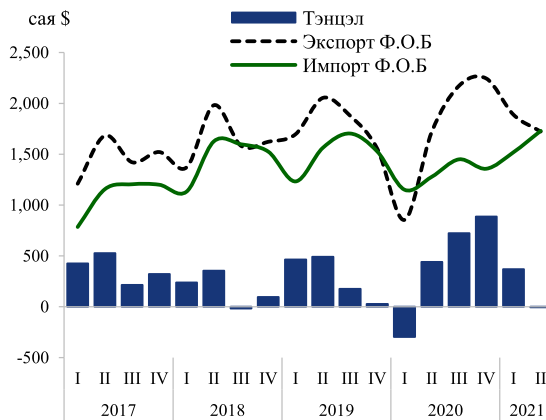 сая $
Тэнцэл
Экспорт Ф.О.Б
Импорт Ф.О.Б
2,500
2,000
1,500
1,000
500
0
-500
I II III IV I II III IV I II III IV I II III IV I II
2017 2018 2019 2020 2021